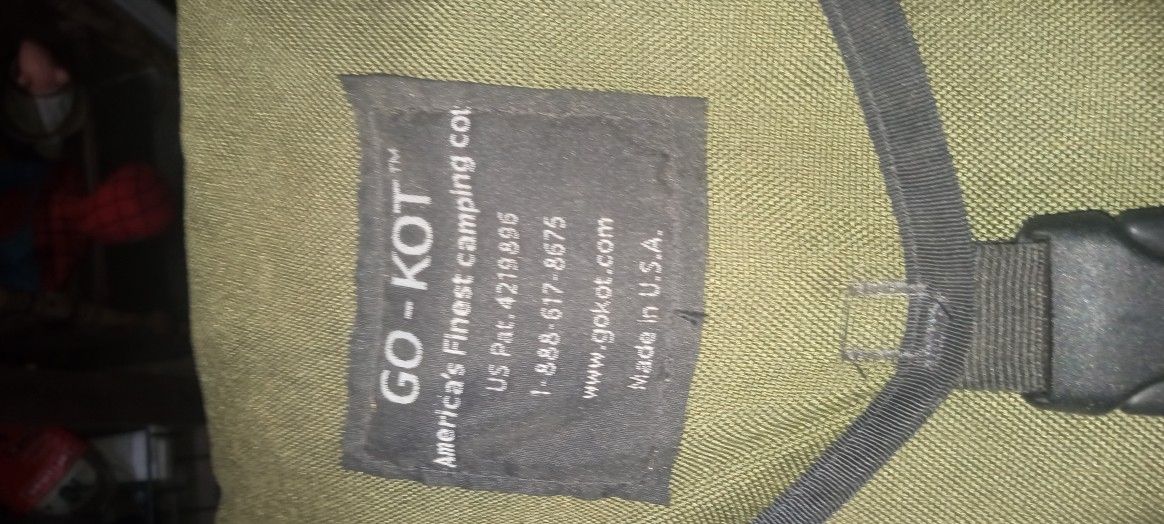 GO-KOT™
America's Finest camping cot
US Pat.4219896
1-888-617-8675
www.gokot.com
Made In U.S.A.